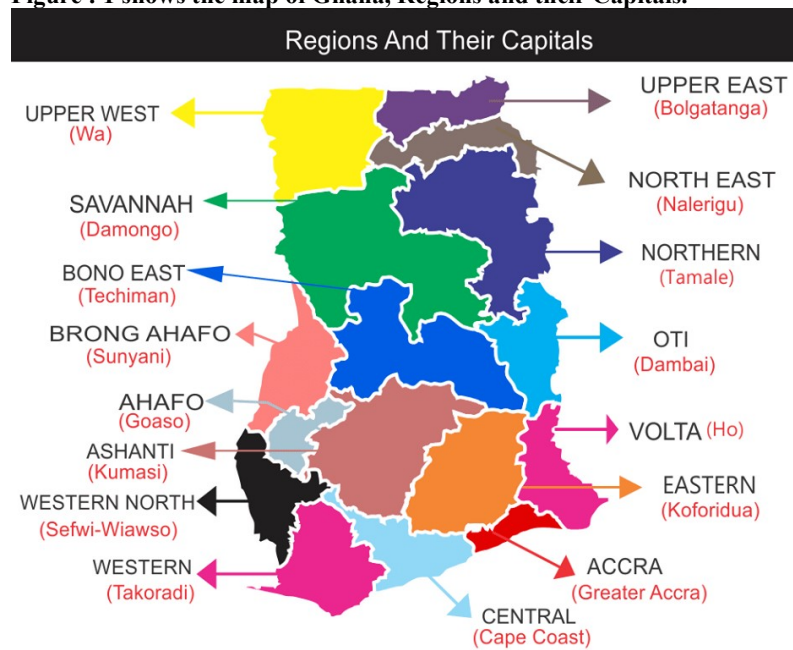 Figure : 1 shows the map of Ghana, Regions and their Capitals.
Regions And Their Capitals
UPPER WEST
(Wa)
UPPER EAST
(Bolgatanga)
NORTH EAST
(Nalerigu)
SAVANNAH
(Damongo)
NORTHERN
(Tamale)
BONO EAST
(Techiman)
BRONG AHAFO
(Sunyani)
OTI
(Dambai)
AHAFO
(Goaso)
VOLTA (Ho)
ASHANTI
(Kumasi)
EASTERN
(Koforidua)
WESTERN NORTH
(Sefwi-Wiawso)
WESTERN
(Takoradi)
ACCRA
(Greater Accra)
CENTRAL
(Cape Coast)